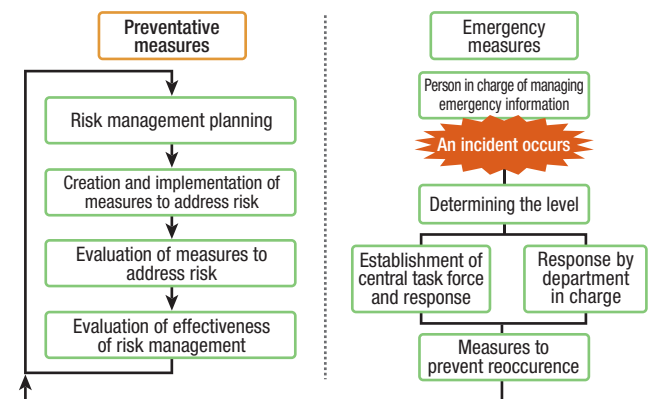 Preventative
measures
Risk management planning
Creation and implementation of
measures to address risk
Evaluation of measures to
address risk
Evaluation of effectiveness
of risk management
Emergency
measures
Person in charge of managing
emergency information
An incident occurs
Determining the level
Establishment of
central task force
and response
Response by
department
in charge
Measures to
prevent reoccurence